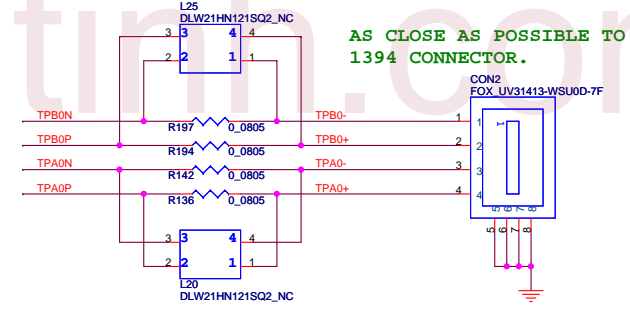 tinh.com
L25
DLW21HN121SQ2_NC
3 3 4 4
2 2 1 1
AS CLOSE AS POSSIBLE TO
1394 CONNECTOR.
CON2
FOX_UV31413-WSU0D-7F
TPB0N R197 0_0805 TPB0- 1 1
TPB0P R194 0_0805 TPB0+ 2 2
TPA0N R142 0_0805 TPA0- 3 3
TPA0P R136 0_0805 TPA0+ 4 4
1
5 6 7 8
5 6 7 8
3 3 4 4
2 2 1 1
L20
DLW21HN121SQ2_NC